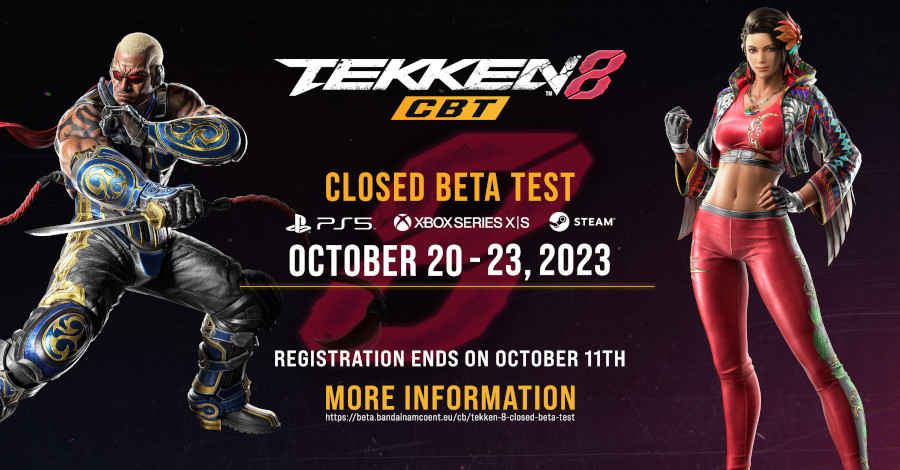 TEKKEN 8
TM
CBT
CLOSED BETA TEST
PS5 XBOX SERIES X|S STEAM
OCTOBER 20 - 23, 2023
REGISTRATION ENDS ON OCTOBER 11TH
MORE INFORMATION
https://beta.bandainamcoent.eu/cb/tekken-8-closed-beta-test